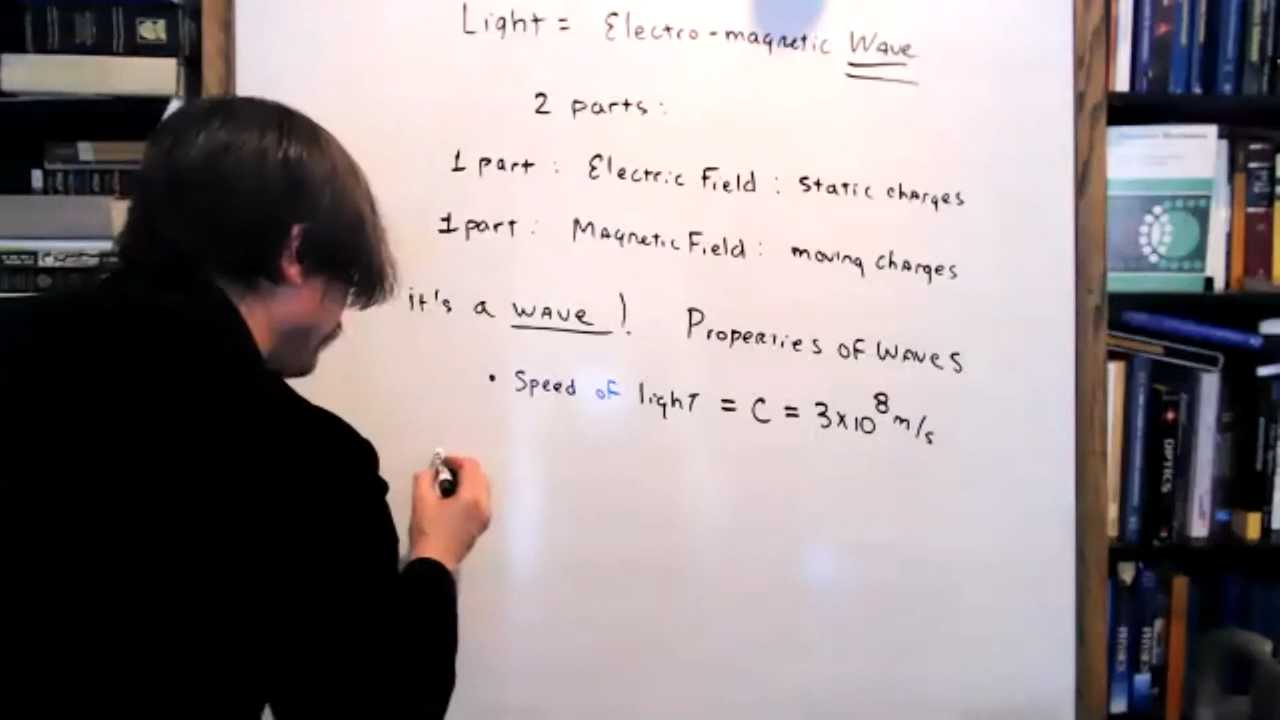 Light = Electro-magnetic Wave
2 parts:
1 part : Electric Field : static charges
1 part : Magnetic Field : moving charges
it's a wave! Properties of waves
• Speed of light = C = 3x10⁸ m/s
OPTICS